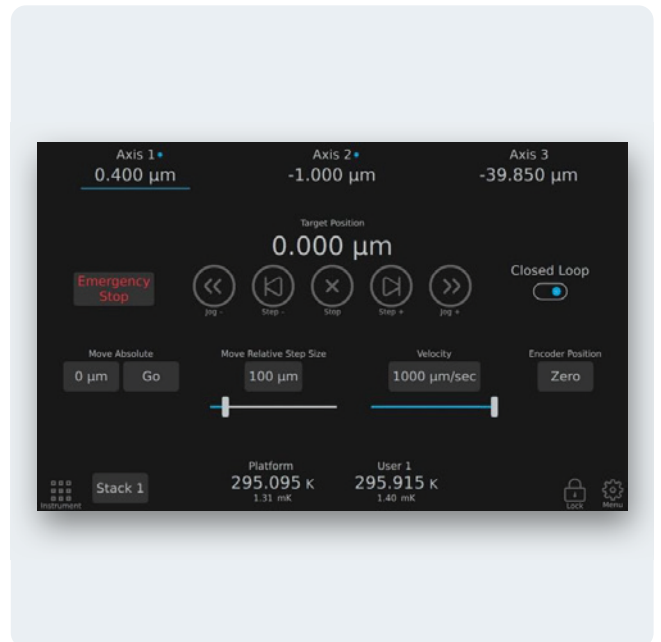 Axis 1 Axis 2 Axis 3
0.400 μm -1.000 μm -39.850 μm
Target Position
0.000 μm
Emergency
Stop
Jog - Step - Stop Step + Jog +
Closed Loop
Move Absolute Move Relative Step Size Velocity Encoder Position
0 μm Go 100 μm 1000 μm/sec Zero
Platform User 1
Stack 1 295.095 K 295.915 K
1.31 mK 1.40 mK
Instrument Lock Menu